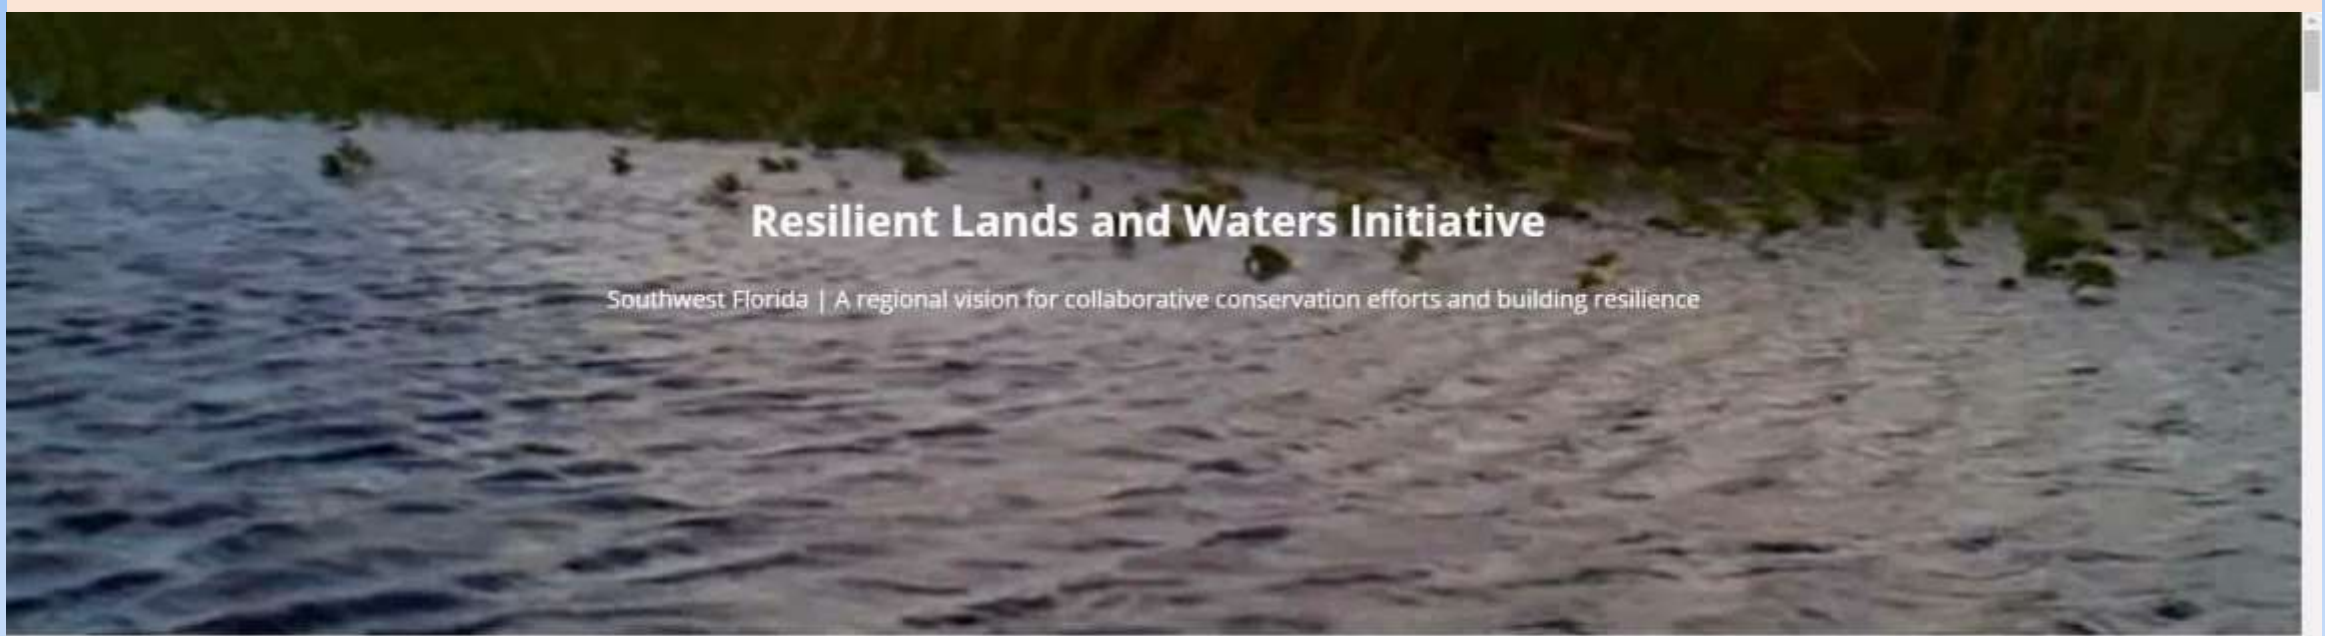 Resilient Lands and Waters Initiative
Southwest Florida | A regional vision for collaborative conservation efforts and building resilience